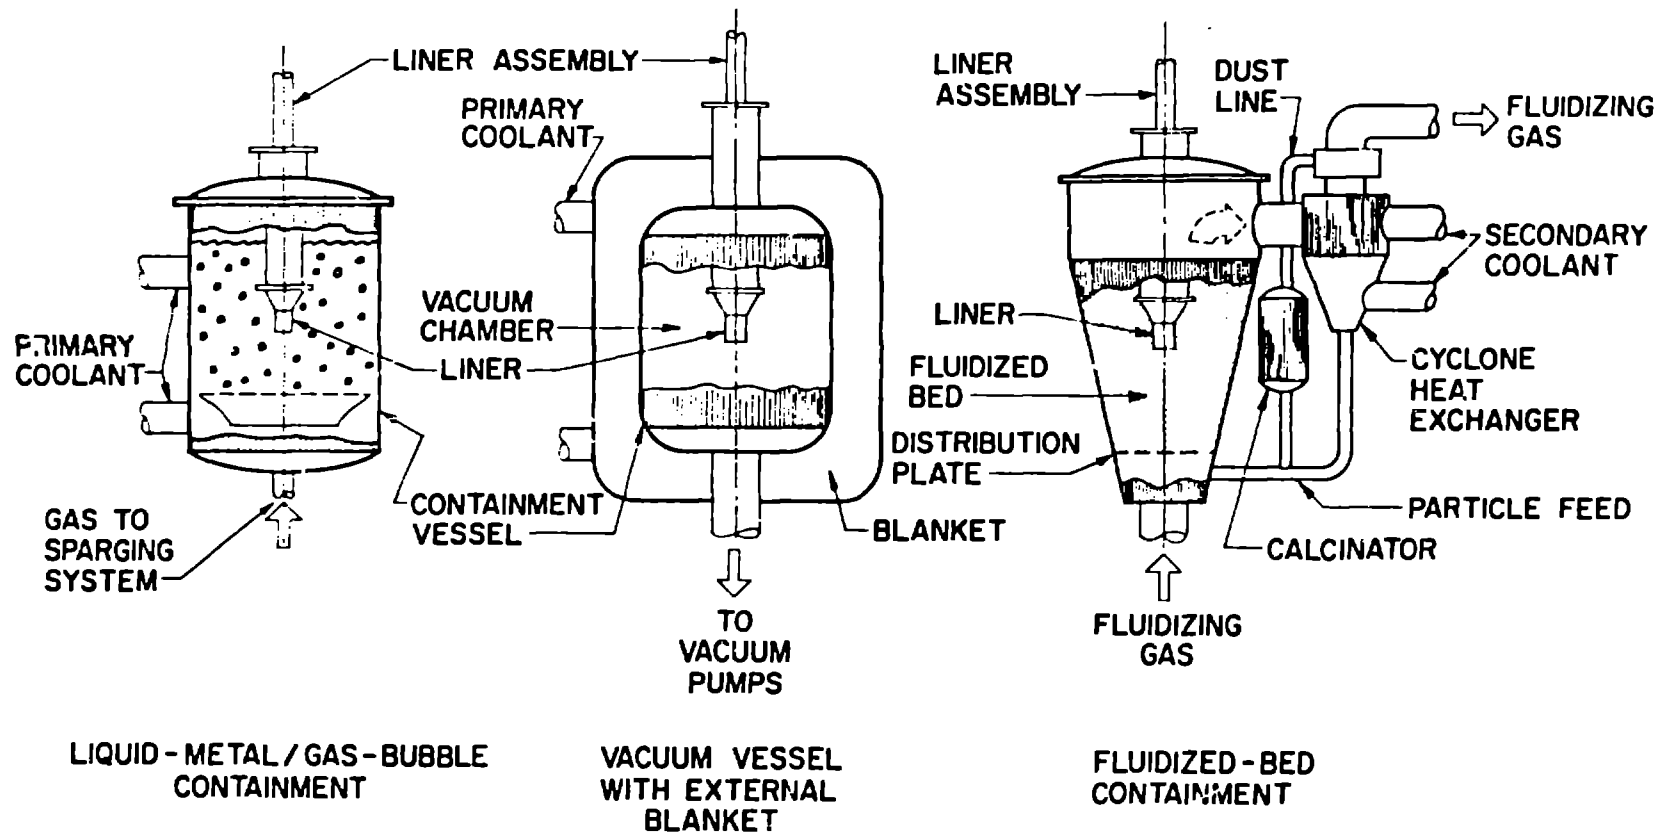 LINER ASSEMBLY
PRIMARY
COOLANT
PRIMARY
COOLANT
VACUUM
CHAMBER
LINER
CONTAINMENT
VESSEL
GAS TO
SPARGING
SYSTEM
BLANKET
TO
VACUUM
PUMPS
LINER
ASSEMBLY
DUST
LINE
FLUIDIZING
GAS
SECONDARY
COOLANT
LINER
FLUIDIZED
BED
CYCLONE
HEAT
EXCHANGER
DISTRIBUTION
PLATE
PARTICLE FEED
CALCINATOR
FLUIDIZING
GAS
LIQUID-METAL/GAS-BUBBLE
CONTAINMENT
VACUUM VESSEL
WITH EXTERNAL
BLANKET
FLUIDIZED-BED
CONTAINMENT